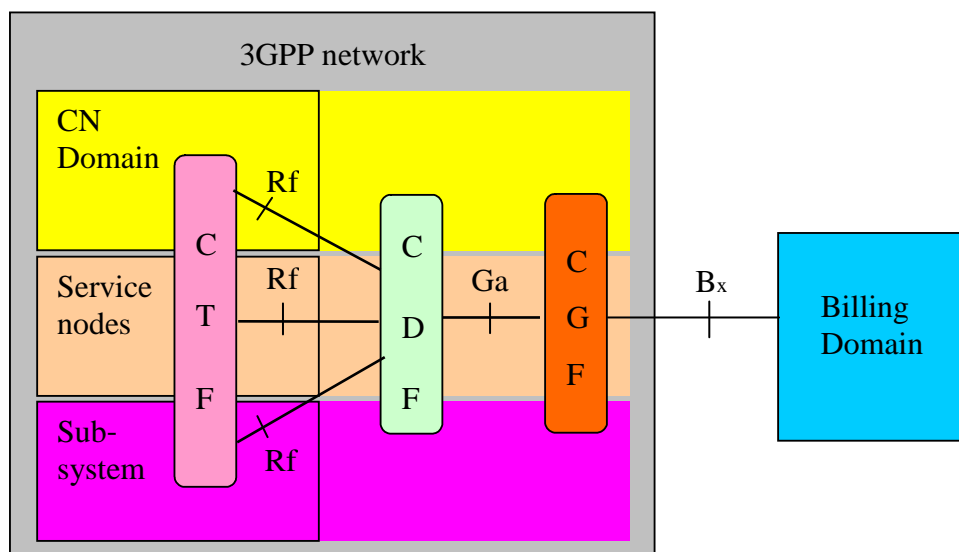 3GPP network
CN
Domain
Rf
C
T
F
Service
nodes
Rf
Sub-
system
Rf
C
D
F
Ga
C
G
F
Bx
Billing
Domain